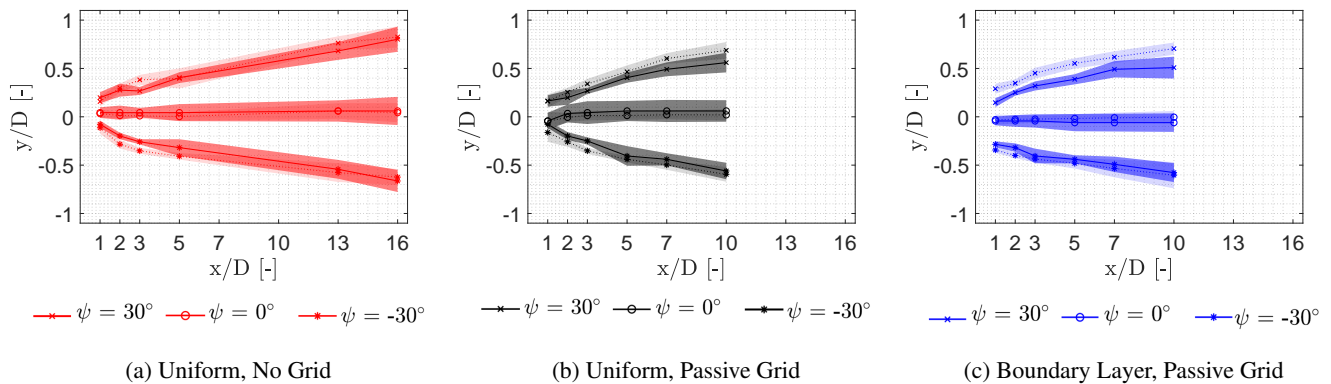 1
0.5
0
-0.5
-1
y/D [-]
1 2 3 5 7 10 13 16
x/D [-]
ψ = 30° ψ = 0° ψ = -30°
(a) Uniform, No Grid
1
0.5
0
-0.5
-1
y/D [-]
1 2 3 5 7 10 13 16
x/D [-]
ψ = 30° ψ = 0° ψ = -30°
(b) Uniform, Passive Grid
1
0.5
0
-0.5
-1
y/D [-]
1 2 3 5 7 10 13 16
x/D [-]
ψ = 30° ψ = 0° ψ = -30°
(c) Boundary Layer, Passive Grid